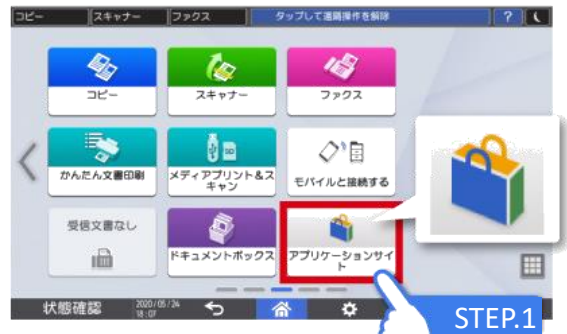 コピー
スキャナー
ファクス
タップして遠隔操作を解除
?
コピー
スキャナー
ファクス
かんたん文書印刷
メディアプリント&ス
キャン
モバイルと接続する
受信文書なし
ドキュメントボックス
アプリケーションサイ
ト
状態確認
2020/05/24
18:07
STEP.1